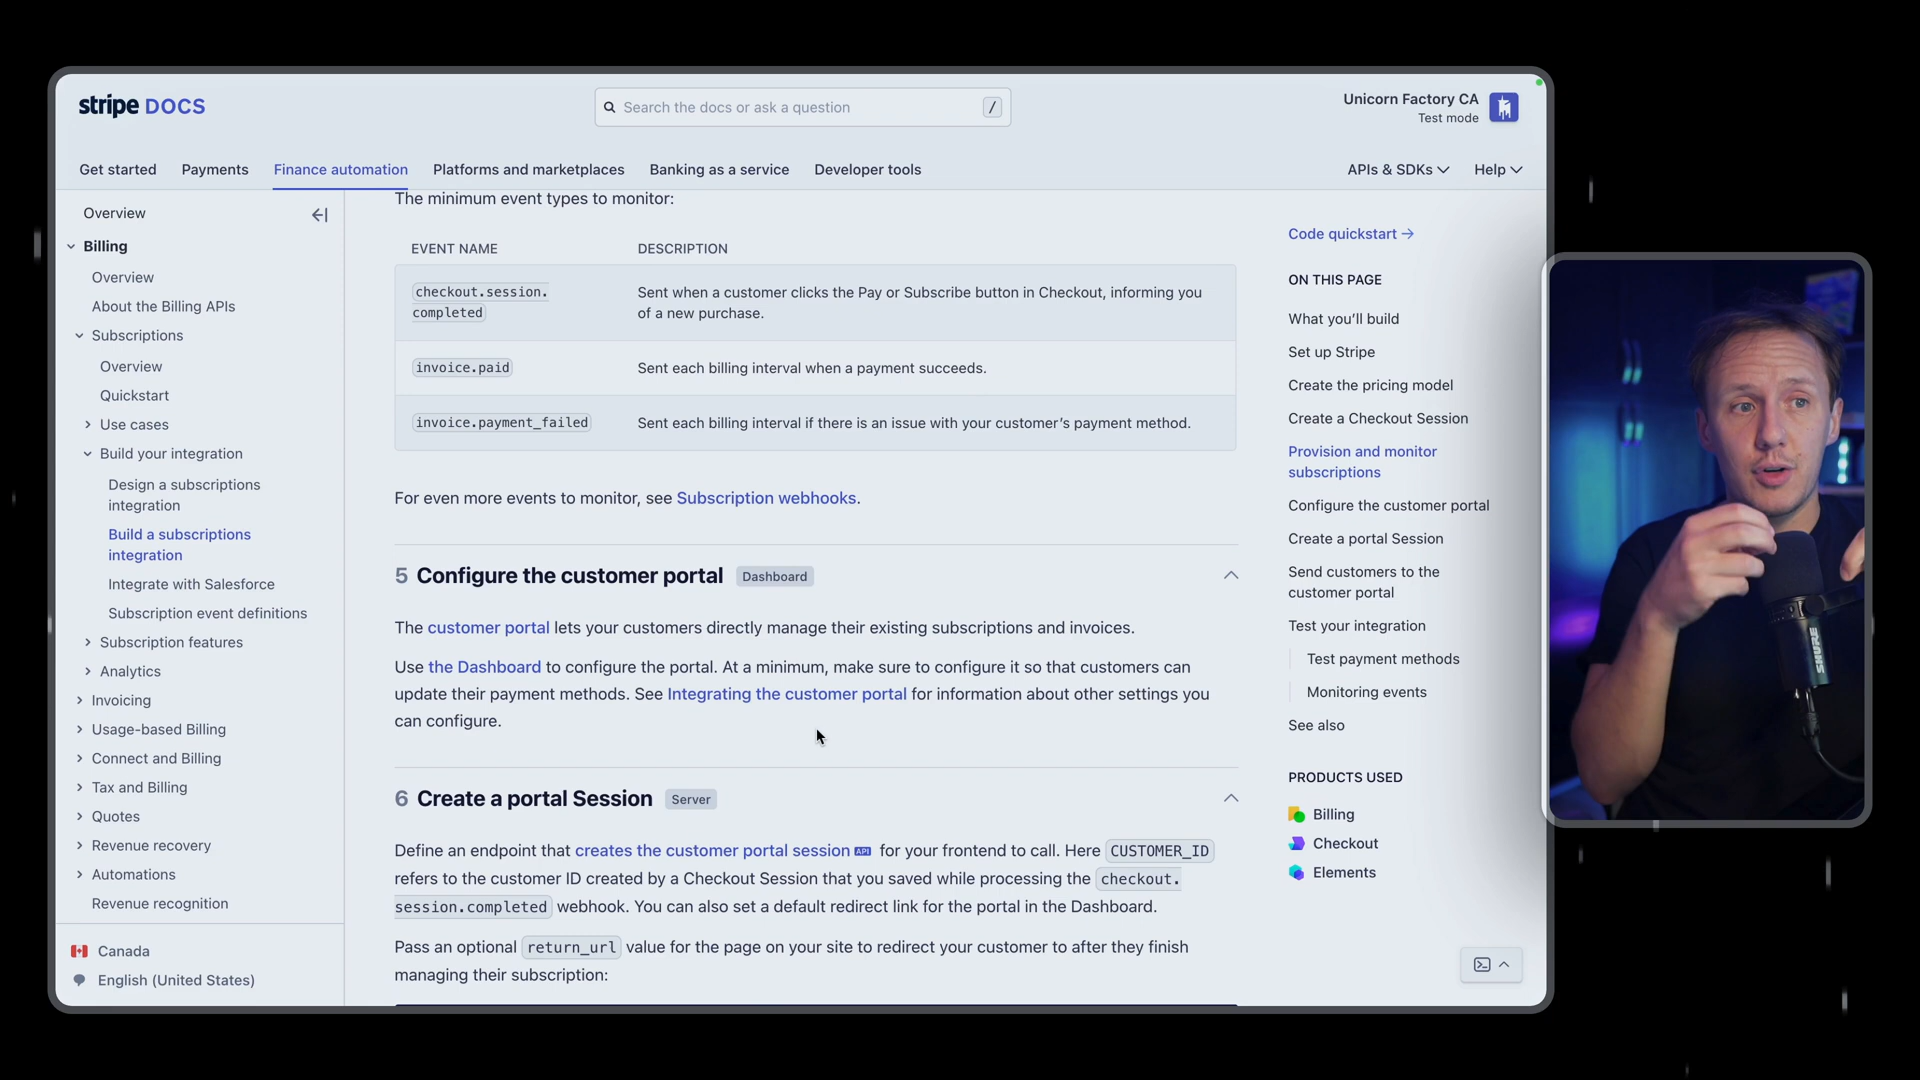 stripe DOCS
Search the docs or ask a question
/
Unicorn Factory CA
Test mode
Get started
Payments
Finance automation
Platforms and marketplaces
Banking as a service
Developer tools
APIs & SDKs
Help
Overview
Billing
Overview
About the Billing APIs
Subscriptions
Overview
Quickstart
Use cases
Build your integration
Design a subscriptions
integration
Build a subscriptions
integration
Integrate with Salesforce
Subscription event definitions
Subscription features
Analytics
Invoicing
Usage-based Billing
Connect and Billing
Tax and Billing
Quotes
Revenue recovery
Automations
Revenue recognition
Canada
English (United States)
The minimum event types to monitor:
EVENT NAME
DESCRIPTION
checkout.session.
completed
Sent when a customer clicks the Pay or Subscribe button in Checkout, informing you
of a new purchase.
invoice.paid
Sent each billing interval when a payment succeeds.
invoice.payment_failed
Sent each billing interval if there is an issue with your customer’s payment method.
For even more events to monitor, see Subscription webhooks.
5 Configure the customer portal
Dashboard
The customer portal lets your customers directly manage their existing subscriptions and invoices.
Use the Dashboard to configure the portal. At a minimum, make sure to configure it so that customers can
update their payment methods. See Integrating the customer portal for information about other settings you
can configure.
6 Create a portal Session
Server
Define an endpoint that creates the customer portal session API for your frontend to call. Here CUSTOMER_ID
refers to the customer ID created by a Checkout Session that you saved while processing the checkout.
session.completed webhook. You can also set a default redirect link for the portal in the Dashboard.
Pass an optional return_url value for the page on your site to redirect your customer to after they finish
managing their subscription:
Code quickstart →
ON THIS PAGE
What you’ll build
Set up Stripe
Create the pricing model
Create a Checkout Session
Provision and monitor
subscriptions
Configure the customer portal
Create a portal Session
Send customers to the
customer portal
Test your integration
Test payment methods
Monitoring events
See also
PRODUCTS USED
Billing
Checkout
Elements
SHURE